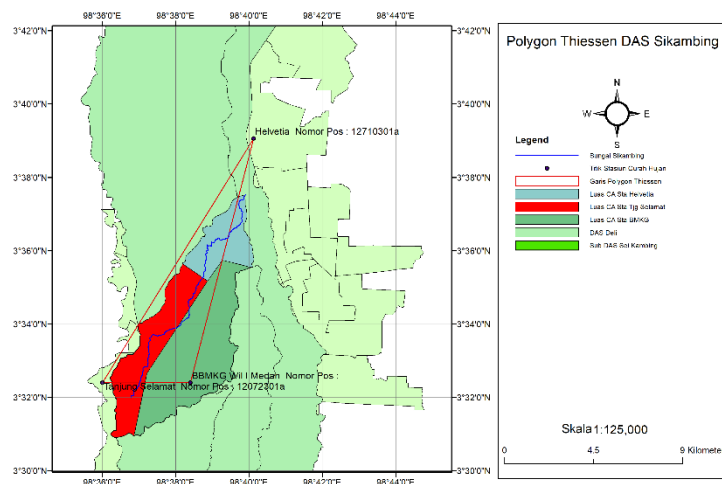 98°36'0"E 98°38'0"E 98°40'0"E 98°42'0"E 98°44'0"E
3°42'0"N
3°40'0"N
3°38'0"N
3°36'0"N
3°34'0"N
3°32'0"N
3°30'0"N
3°42'0"N
3°40'0"N
3°38'0"N
3°36'0"N
3°34'0"N
3°32'0"N
3°30'0"N
Helvetia Nomor Pos : 12710301a
BBMKG Wil I Medan Nomor Pos :
Tanjung Selamat Nomor Pos : 12072301a
98°36'0"E 98°38'0"E 98°40'0"E 98°42'0"E 98°44'0"E
Polygon Thiessen DAS Sikambing
N
W E
S
Legend
Sungai Sikambing
Titik Stasiun Curah Hujan
Garis Polygon Thiessen
Luas CA Sta Helvetia
Luas CA Sta Tjg Selamat
Luas CA Sta BMKG
DAS Deli
Sub DAS Sei Kambing
Skala 1:125,000
0 4.5 9 Kilomete